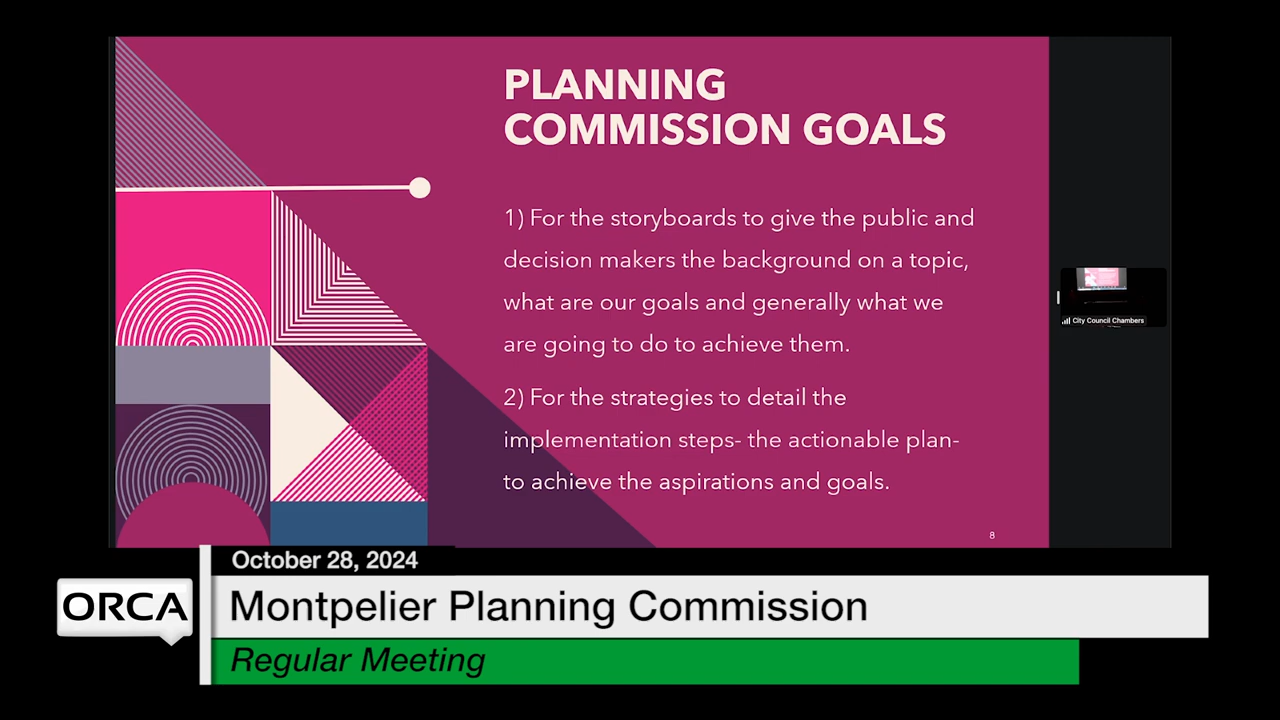 PLANNING
COMMISSION GOALS
1) For the storyboards to give the public and
decision makers the background on a topic,
what are our goals and generally what we
are going to do to achieve them.
2) For the strategies to detail the
implementation steps- the actionable plan-
to achieve the aspirations and goals.
8
City Council Chambers
October 28, 2024
ORCA
Montpelier Planning Commission
Regular Meeting